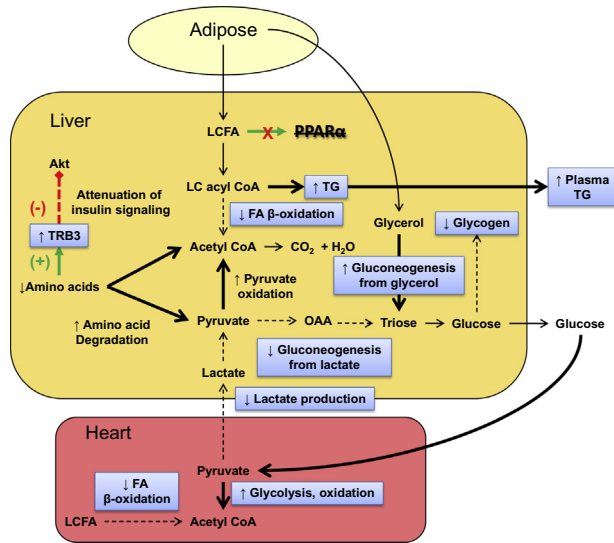 Adipose
Liver
LCFA
X
PPARα
Akt
(-)
Attenuation of
insulin signaling
↑ TRB3
(+)
↓Amino acids
LC acyl CoA
↑ TG
↑ Plasma
TG
↓ FA β-oxidation
Glycerol
↓ Glycogen
Acetyl CoA
CO₂ + H₂O
↑ Pyruvate
oxidation
↑ Gluconeogenesis
from glycerol
↑ Amino acid
Degradation
Pyruvate
OAA
Triose
Glucose
Glucose
↓ Gluconeogenesis
from lactate
Lactate
↓ Lactate production
Heart
Pyruvate
↓ FA
β-oxidation
↑ Glycolysis, oxidation
LCFA
Acetyl CoA